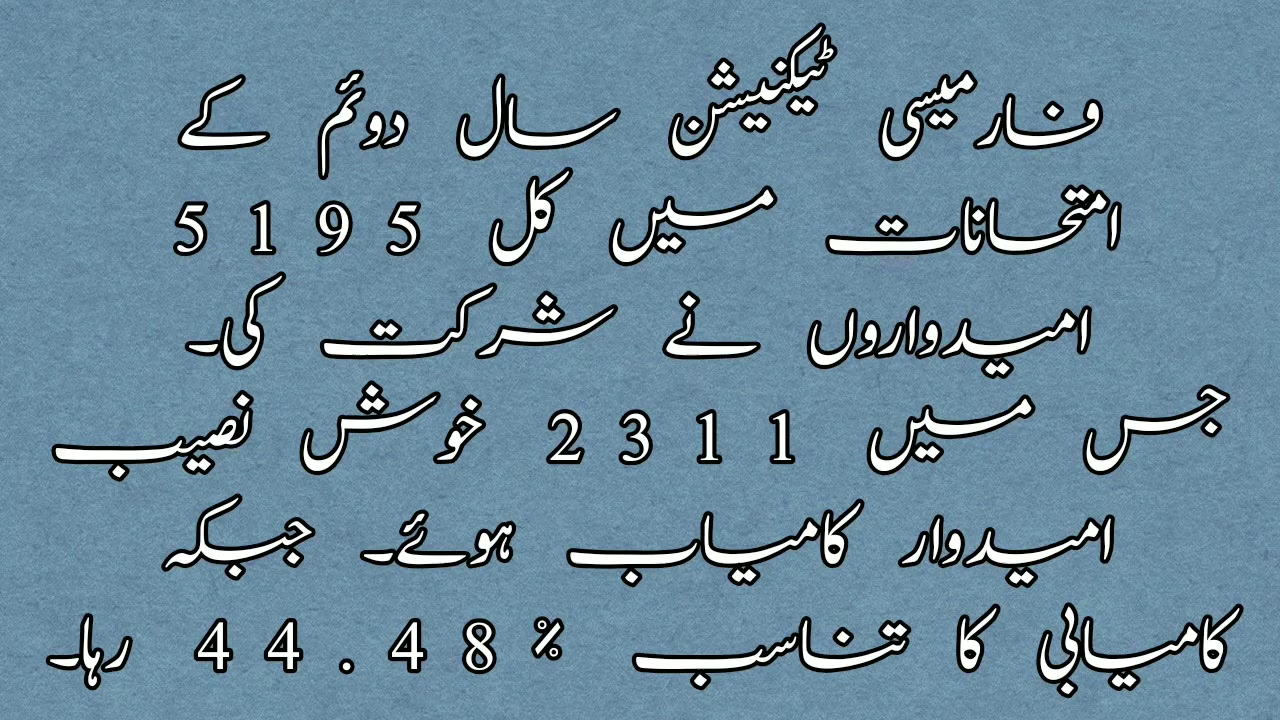 فارمیسی ٹیکنیشن سال دوئم کے
امتحانات میں کل 5195
امیدواروں نے شرکت کی۔
جس میں 2311 خوش نصیب
امیدوار کامیاب ہوئے۔ جبکہ
کامیابی کا تناسب %44.48 رہا۔